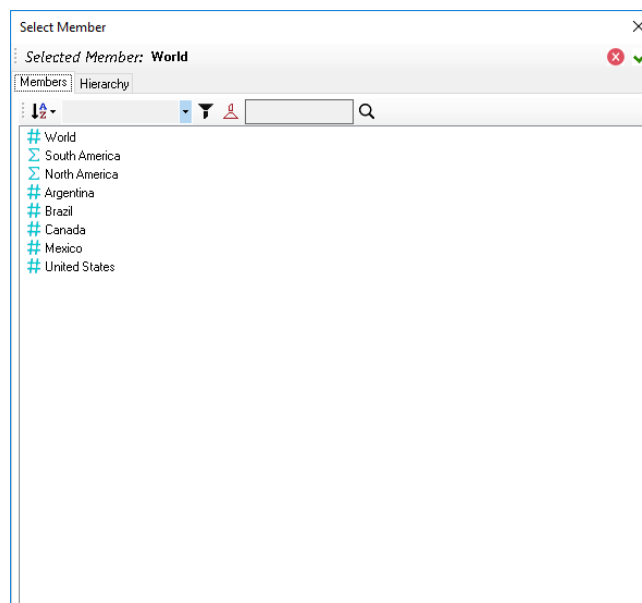 Select Member
Selected Member: World
Members Hierarchy
World
South America
North America
Argentina
Brazil
Canada
Mexico
United States